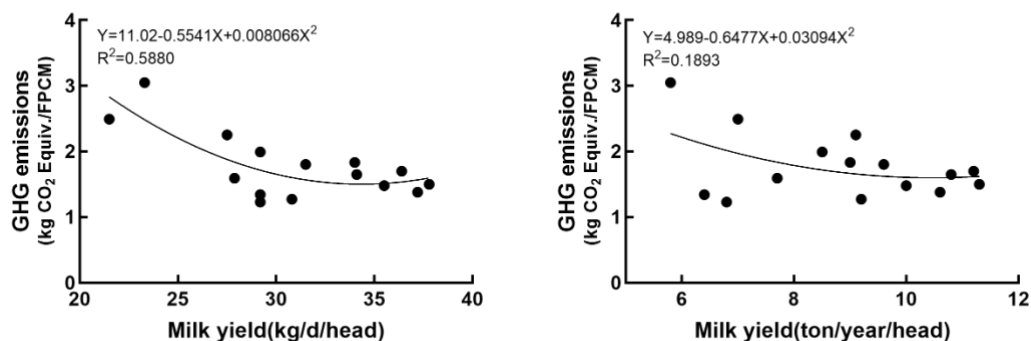 Y=11.02-0.5541X+0.008066X²
R²=0.5880
4
3
2
1
0
20
25
30
35
40
GHG emissions
(kg CO₂ Equiv./FPCM)
Milk yield(kg/d/head)
Y=4.989-0.6477X+0.03094X²
R²=0.1893
4
3
2
1
0
6
8
10
12
GHG emissions
(kg CO₂ Equiv./FPCM)
Milk yield(ton/year/head)